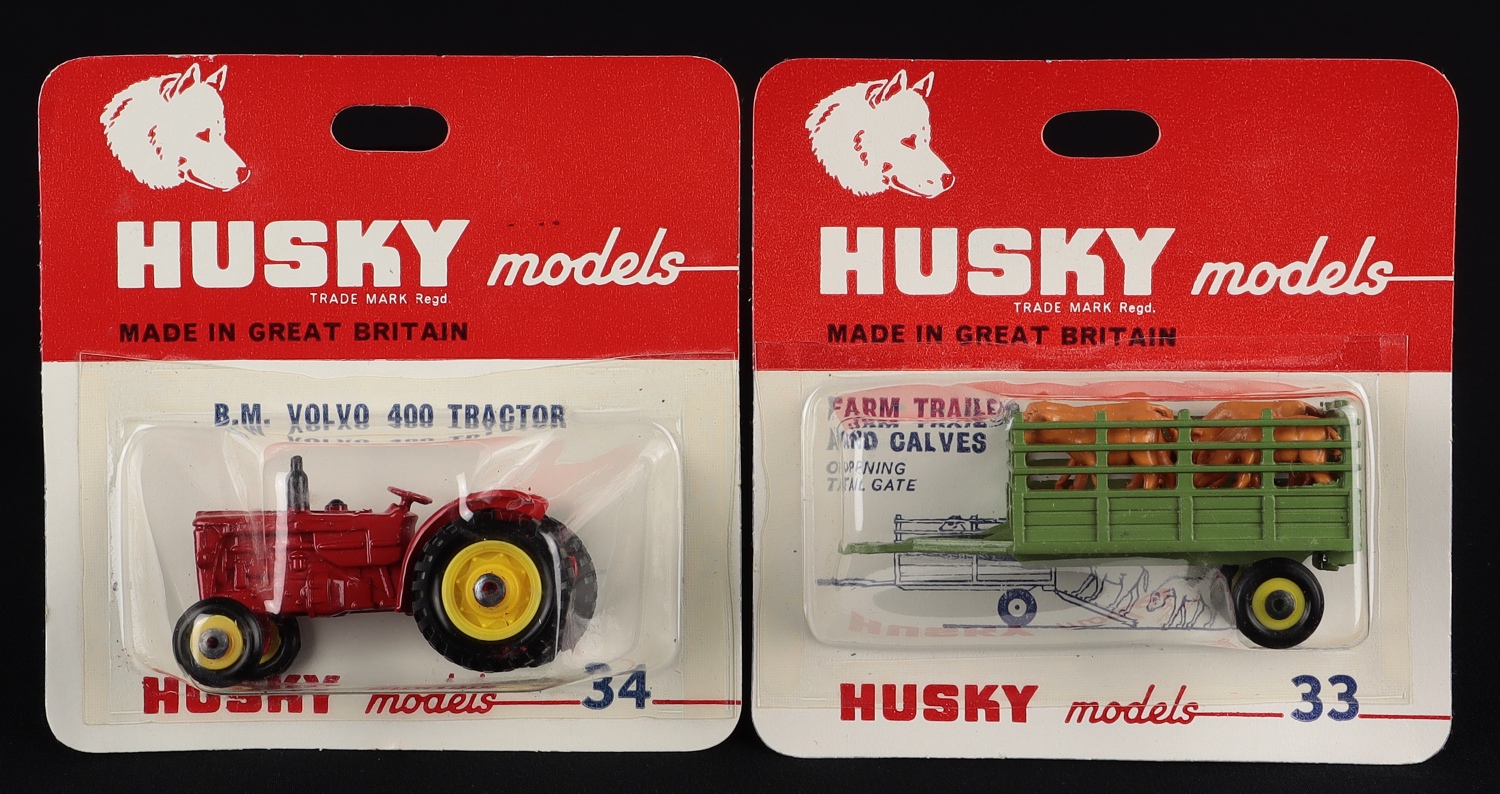 HUSKY models
TRADE MARK Regd.
MADE IN GREAT BRITAIN
B.M. VOLVO 400 TRACTOR
HUSKY models 34
HUSKY models
TRADE MARK Regd.
MADE IN GREAT BRITAIN
FARM TRAILER
AND CALVES
OPENING
TAIL GATE
HUSKY models 33